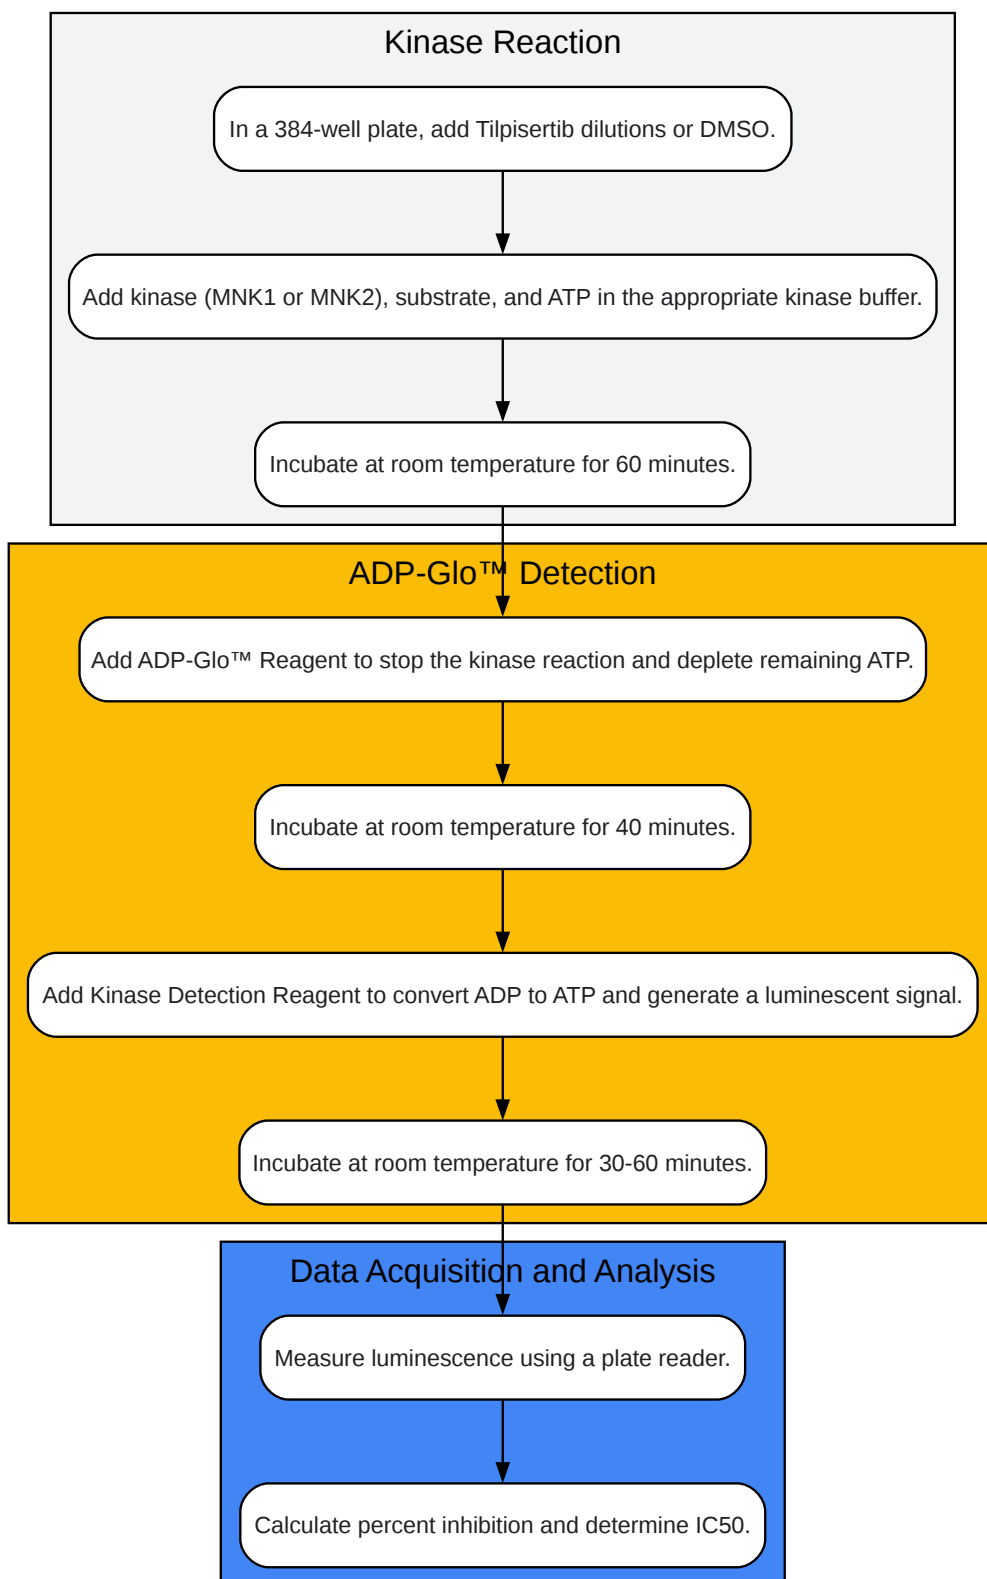 Kinase Reaction
In a 384-well plate, add Tilpisertib dilutions or DMSO.
Add kinase (MNK1 or MNK2), substrate, and ATP in the appropriate kinase buffer.
Incubate at room temperature for 60 minutes.
ADP-Glo™ Detection
Add ADP-Glo™ Reagent to stop the kinase reaction and deplete remaining ATP.
Incubate at room temperature for 40 minutes.
Add Kinase Detection Reagent to convert ADP to ATP and generate a luminescent signal.
Incubate at room temperature for 30-60 minutes.
Data Acquisition and Analysis
Measure luminescence using a plate reader.
Calculate percent inhibition and determine IC50.